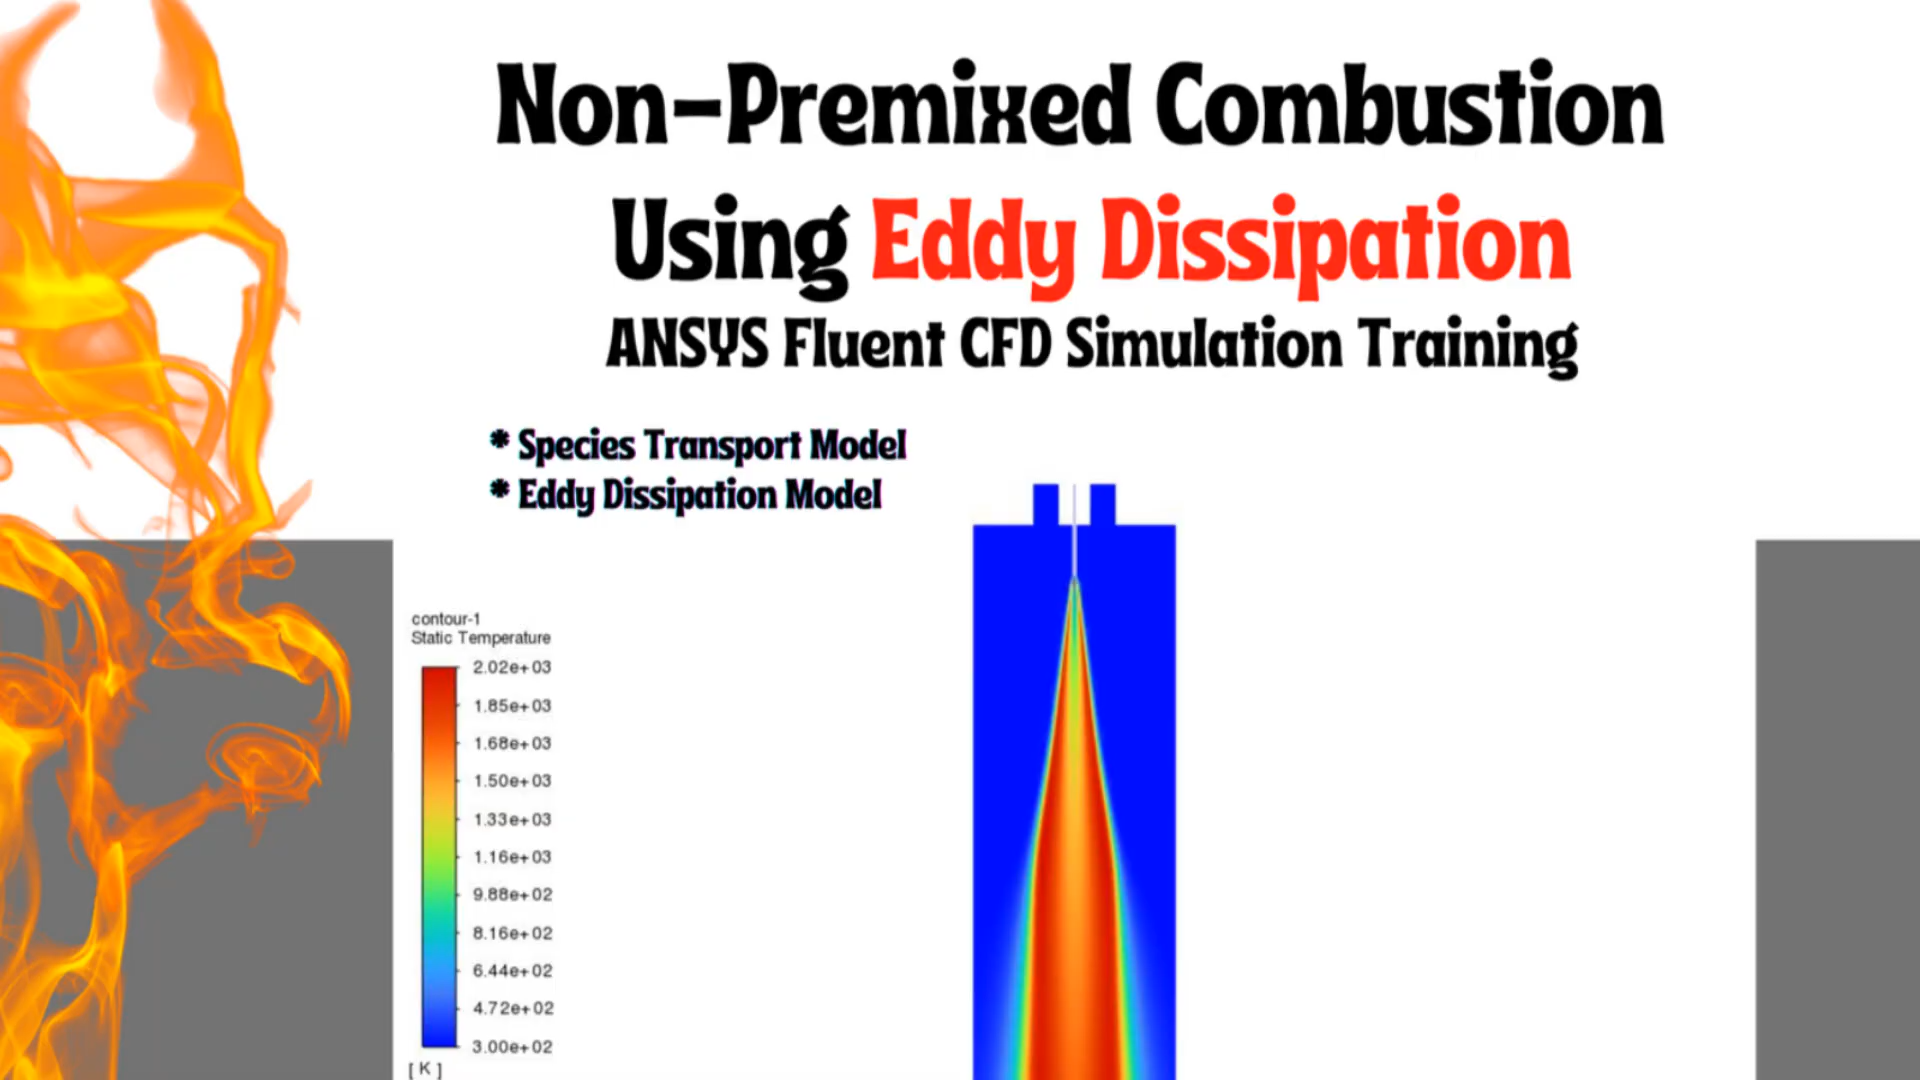 Non-Premixed Combustion
Using Eddy Dissipation
ANSYS Fluent CFD Simulation Training
* Species Transport Model
* Eddy Dissipation Model
contour-1
Static Temperature
2.02e+03
1.85e+03
1.68e+03
1.50e+03
1.33e+03
1.16e+03
9.88e+02
8.16e+02
6.44e+02
4.72e+02
3.00e+02
[ K ]